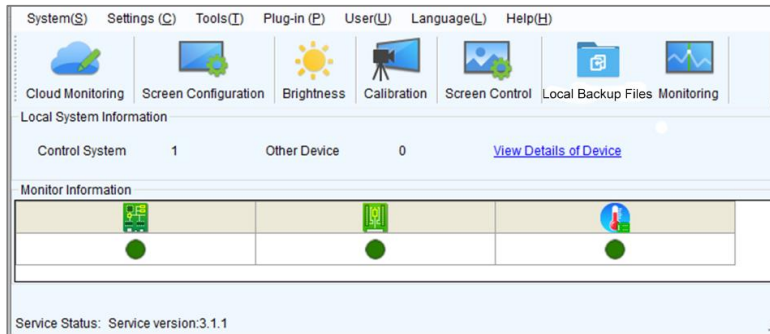 System(S) Settings (C) Tools(T) Plug-in (P) User(U) Language(L) Help(H)
Cloud Monitoring Screen Configuration Brightness Calibration Screen Control Local Backup Files Monitoring
Local System Information
Control System 1 Other Device 0 View Details of Device
Monitor Information
Service Status: Service version:3.1.1